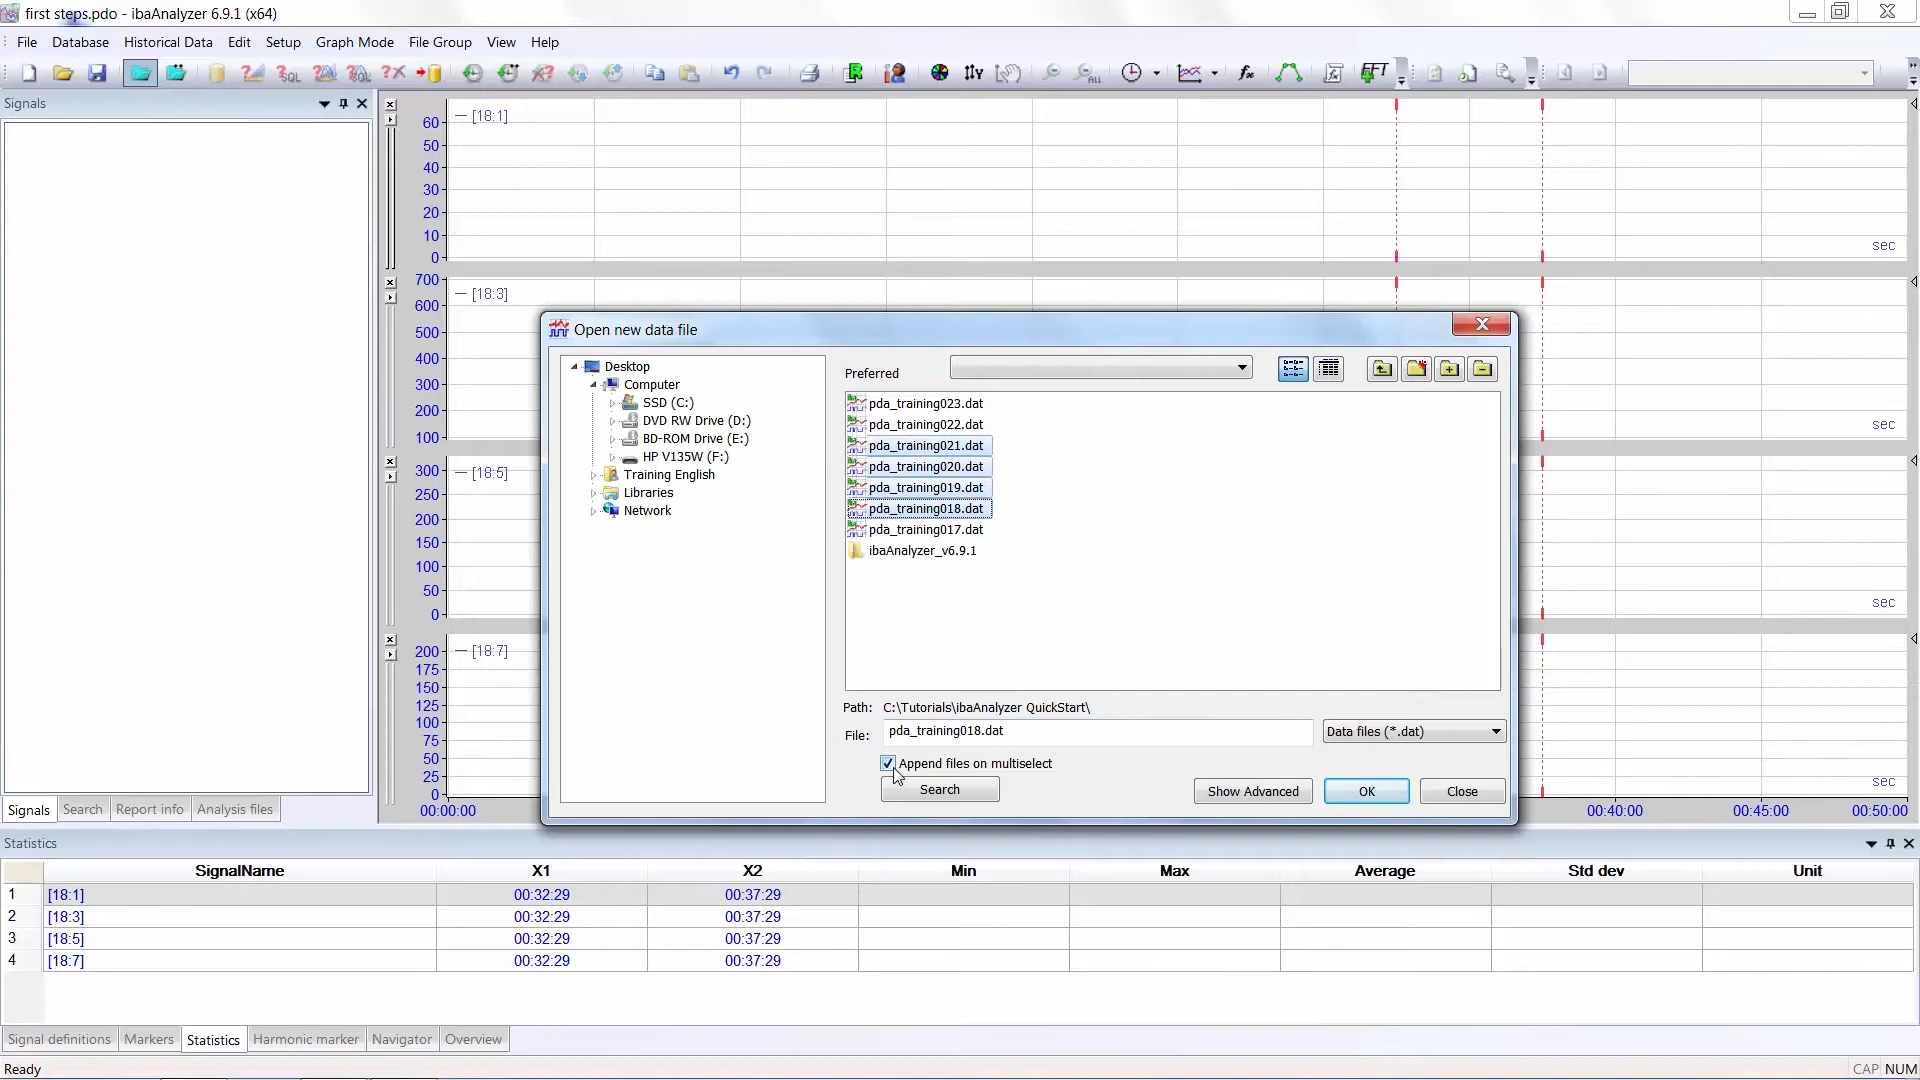 first steps.pdo - ibaAnalyzer 6.9.1 (x64)
File Database Historical Data Edit Setup Graph Mode File Group View Help
SQL SQL ALL FFT
Signals
[18:1]
60
50
40
30
20
10
0
sec
[18:3]
700
600
500
400
300
200
100
sec
[18:5]
300
250
200
150
100
50
0
sec
[18:7]
200
175
150
125
100
75
50
25
0
sec
00:00:00 00:40:00 00:45:00 00:50:00
Open new data file
Desktop
Computer
SSD (C:)
DVD RW Drive (D:)
BD-ROM Drive (E:)
HP V135W (F:)
Training English
Libraries
Network
Preferred
pda_training023.dat
pda_training022.dat
pda_training021.dat
pda_training020.dat
pda_training019.dat
pda_training018.dat
pda_training017.dat
ibaAnalyzer_v6.9.1
Path: C:\Tutorials\ibaAnalyzer QuickStart\
File: pda_training018.dat Data files (*.dat)
Append files on multiselect
Search Show Advanced OK Close
Signals Search Report info Analysis files
Statistics
SignalName X1 X2 Min Max Average Std dev Unit
1 [18:1] 00:32:29 00:37:29
2 [18:3] 00:32:29 00:37:29
3 [18:5] 00:32:29 00:37:29
4 [18:7] 00:32:29 00:37:29
Signal definitions Markers Statistics Harmonic marker Navigator Overview
Ready CAP NUM